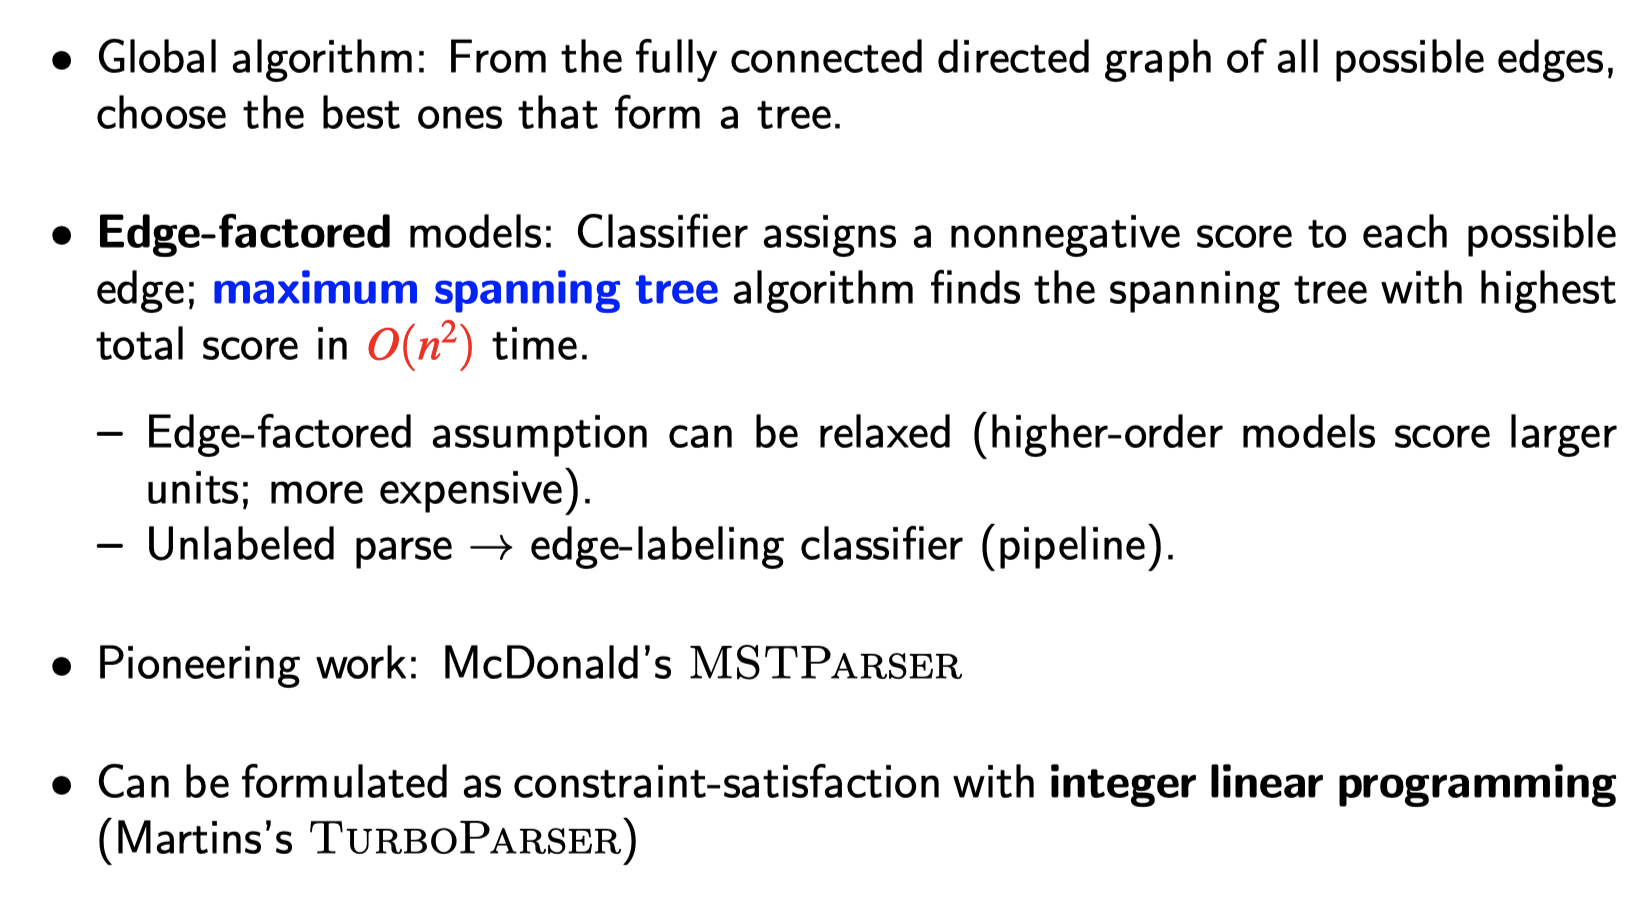 • Global algorithm: From the fully connected directed graph of all possible edges,
choose the best ones that form a tree.
• Edge-factored models: Classifier assigns a nonnegative score to each possible
edge; maximum spanning tree algorithm finds the spanning tree with highest
total score in O(n²) time.
– Edge-factored assumption can be relaxed (higher-order models score larger
units; more expensive).
– Unlabeled parse → edge-labeling classifier (pipeline).
• Pioneering work: McDonald's MSTPARSER
• Can be formulated as constraint-satisfaction with integer linear programming
(Martins's TURBOPARSER)